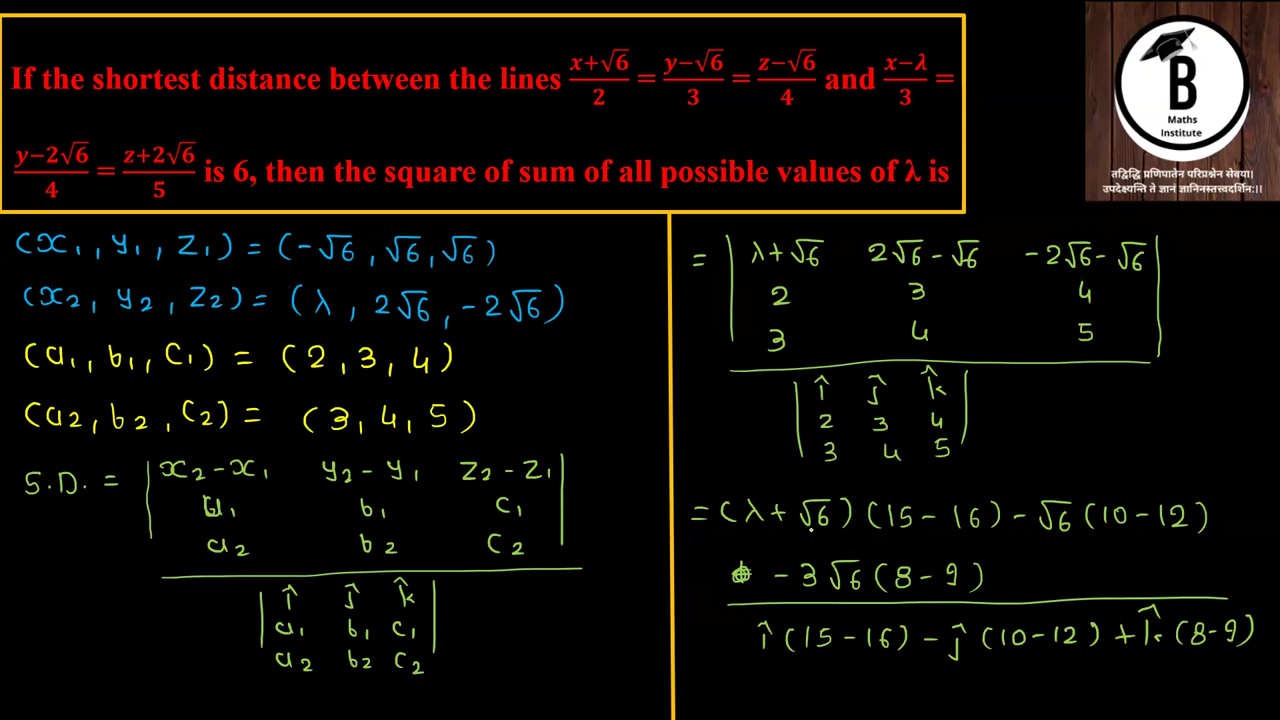 If the shortest distance between the lines (x+√6)/2 = (y−√6)/3 = (z−√6)/4 and (x−λ)/3 =
(y−2√6)/4 = (z+2√6)/5 is 6, then the square of sum of all possible values of λ is
B
Maths
Institute
तद्विद्धि प्रणिपातेन परिप्रश्नेन सेवया।
उपदेक्ष्यन्ति ते ज्ञानं ज्ञानिनस्तत्त्वदर्शिनः।।
(x₁, y₁, z₁) = (-√6, √6, √6)
(x₂, y₂, z₂) = (λ, 2√6, -2√6)
(a₁, b₁, c₁) = (2, 3, 4)
(a₂, b₂, c₂) = (3, 4, 5)
S.D. = | x₂-x₁ y₂-y₁ z₂-z₁ |
a₁ b₁ c₁
a₂ b₂ c₂
| î ĵ k̂ |
a₁ b₁ c₁
a₂ b₂ c₂
= | λ+√6 2√6-√6 -2√6-√6 |
2 3 4
3 4 5
| î ĵ k̂ |
2 3 4
3 4 5
= (λ+√6)(15-16) - √6(10-12)
-3√6(8-9)
î(15-16) - ĵ(10-12) + k̂(8-9)